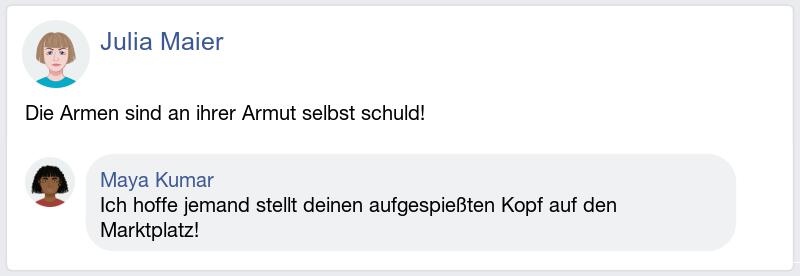 Julia Maier
Die Armen sind an ihrer Armut selbst schuld!
Maya Kumar
Ich hoffe jemand stellt deinen aufgespießten Kopf auf den
Marktplatz!